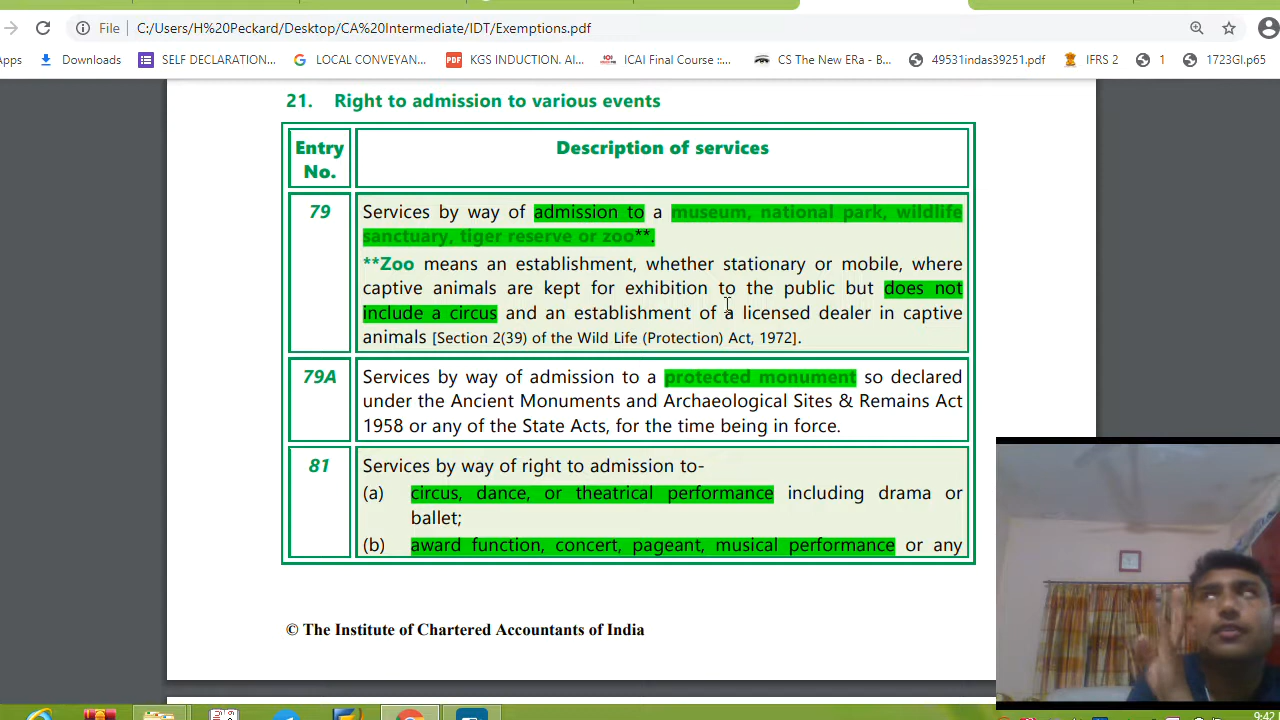 File C:/Users/H%20Peckard/Desktop/CA%20Intermediate/IDT/Exemptions.pdf
Apps Downloads SELF DECLARATION... LOCAL CONVEYAN... PDF KGS INDUCTION. AI... ICAI Final Course ::... CS The New ERa - B... 49531indas39251.pdf IFRS 2 1 1723GI.p65
21. Right to admission to various events
Entry No.
Description of services
79
Services by way of admission to a museum, national park, wildlife
sanctuary, tiger reserve or zoo**.
**Zoo means an establishment, whether stationary or mobile, where
captive animals are kept for exhibition to the public but does not
include a circus and an establishment of a licensed dealer in captive
animals [Section 2(39) of the Wild Life (Protection) Act, 1972].
79A
Services by way of admission to a protected monument so declared
under the Ancient Monuments and Archaeological Sites & Remains Act
1958 or any of the State Acts, for the time being in force.
81
Services by way of right to admission to-
(a) circus, dance, or theatrical performance including drama or
ballet;
(b) award function, concert, pageant, musical performance or any
© The Institute of Chartered Accountants of India